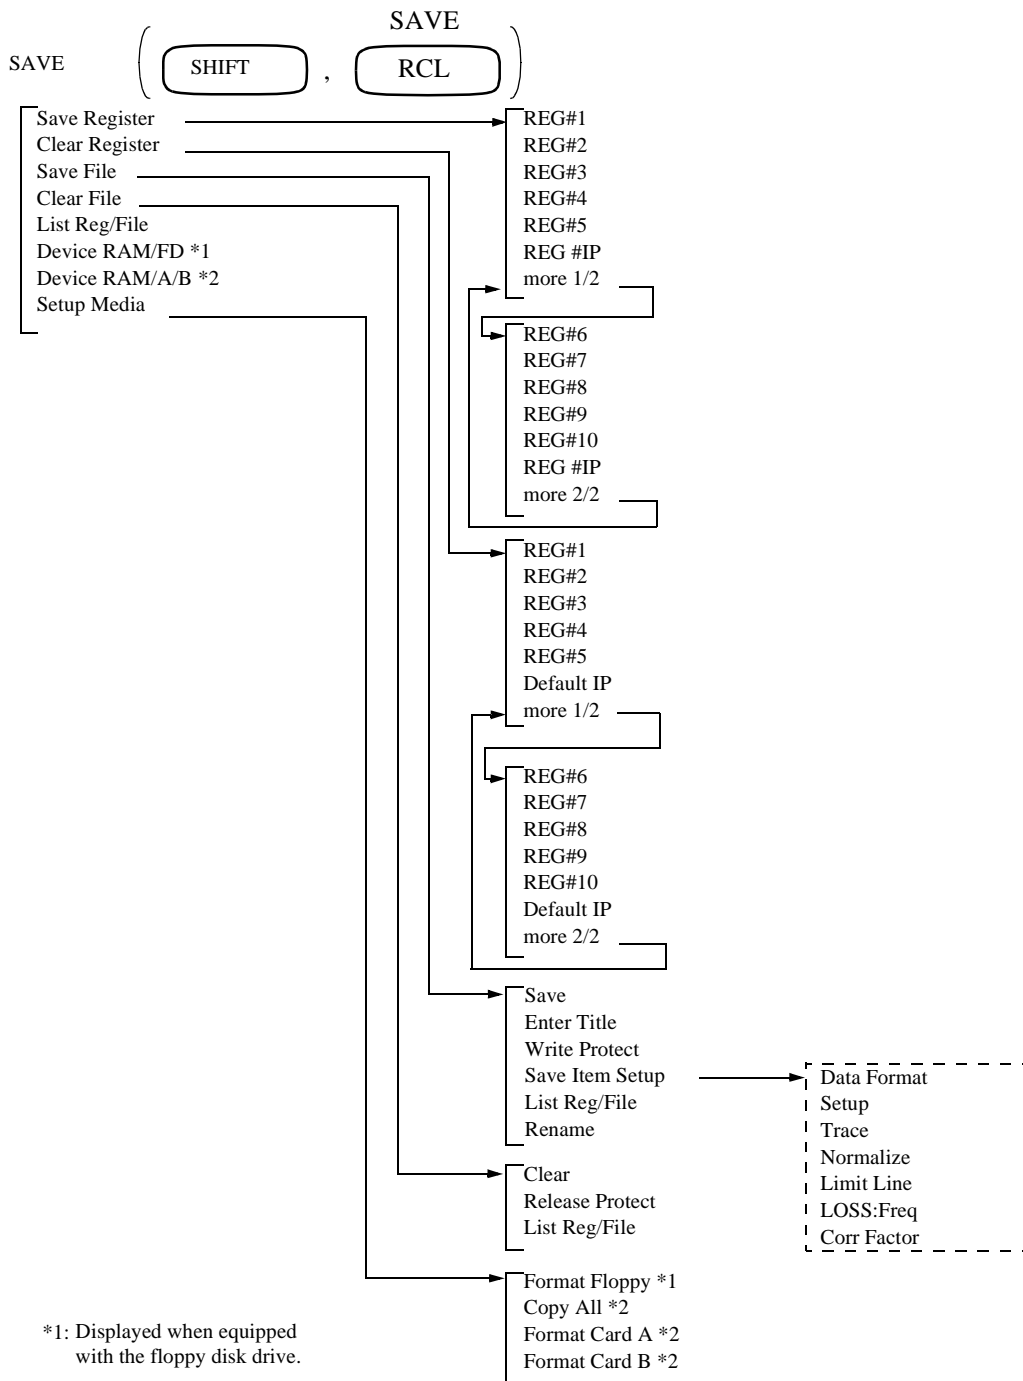 SAVE
SAVE
SHIFT , RCL
Save Register
Clear Register
Save File
Clear File
List Reg/File
Device RAM/FD *1
Device RAM/A/B *2
Setup Media
REG#1
REG#2
REG#3
REG#4
REG#5
REG #IP
more 1/2
REG#6
REG#7
REG#8
REG#9
REG#10
REG #IP
more 2/2
REG#1
REG#2
REG#3
REG#4
REG#5
Default IP
more 1/2
REG#6
REG#7
REG#8
REG#9
REG#10
Default IP
more 2/2
Save
Enter Title
Write Protect
Save Item Setup
List Reg/File
Rename
Data Format
Setup
Trace
Normalize
Limit Line
LOSS:Freq
Corr Factor
Clear
Release Protect
List Reg/File
Format Floppy *1
Copy All *2
Format Card A *2
Format Card B *2
*1: Displayed when equipped
with the floppy disk drive.